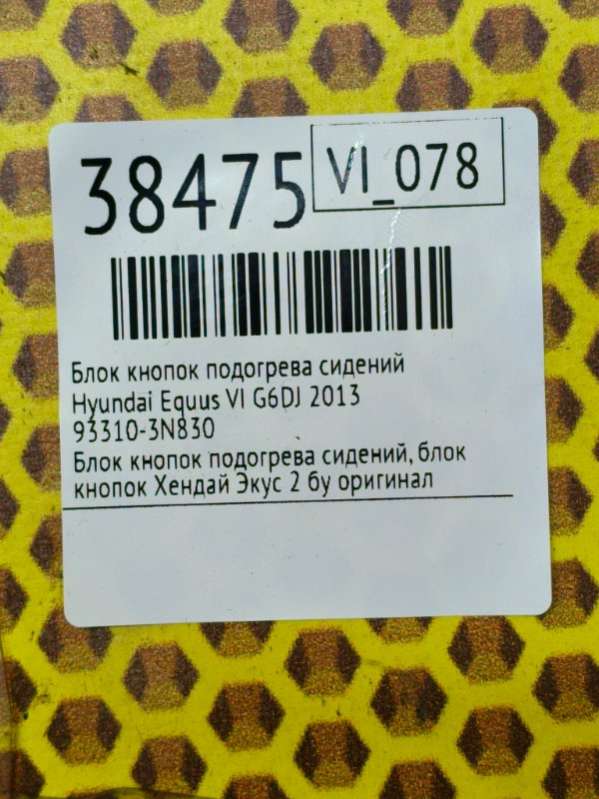 38475 VI_078
Блок кнопок подогрева сидений
Hyundai Equus VI G6DJ 2013
93310-3N830
Блок кнопок подогрева сидений, блок
кнопок Хендай Экус 2 бу оригинал